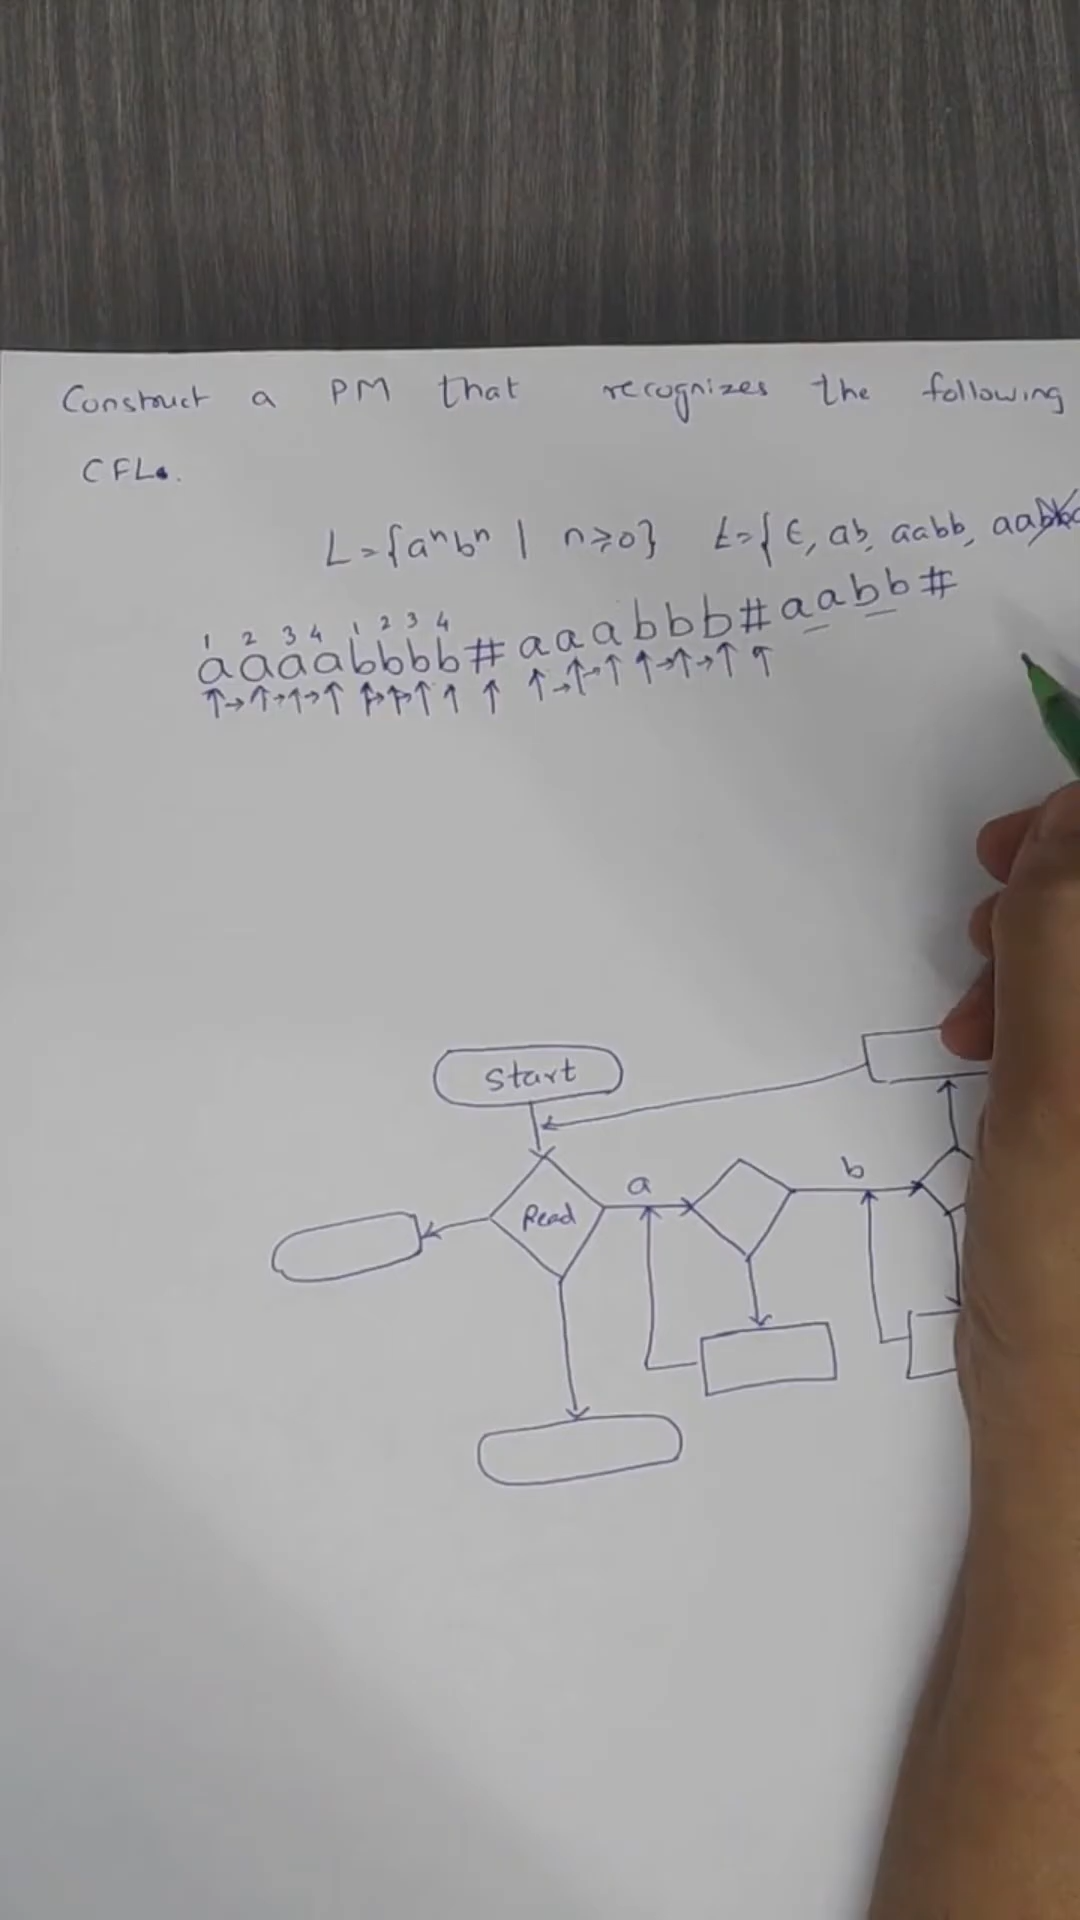 Construct a PM that recognizes the following
CFL.
L={aⁿbⁿ | n≥0} L={ε, ab, aabb,
1 2 3 4 1 2 3 4
aaaabbbb#aaabbb#aabb#
Start
Read
a
b